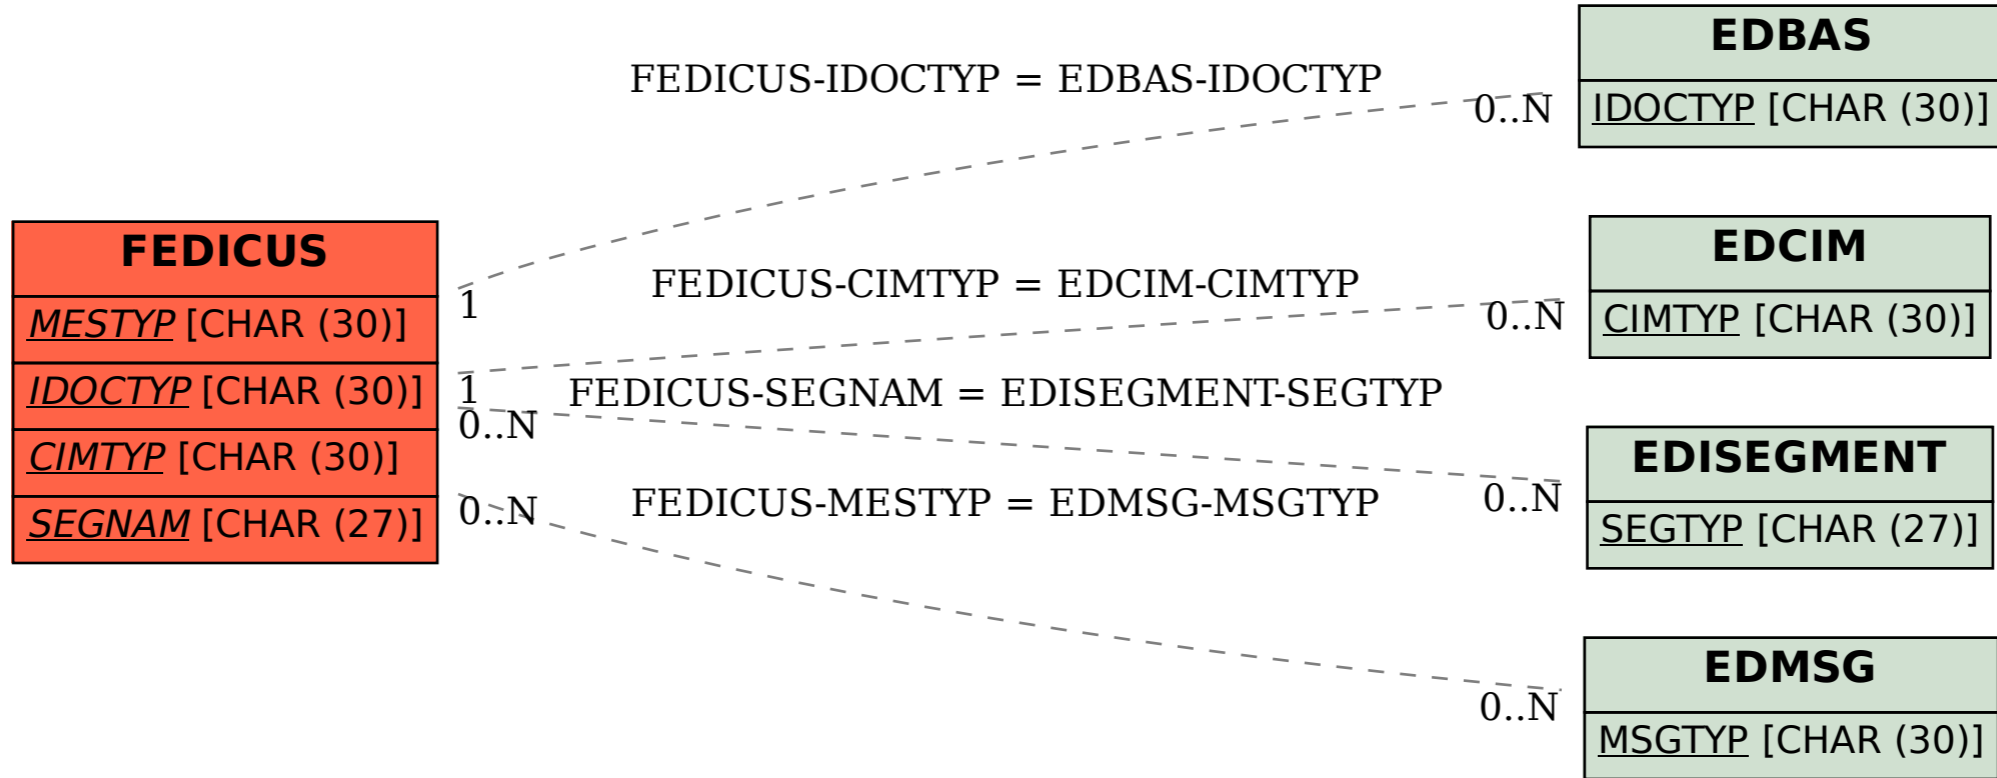 EDBAS
IDOCTYP [CHAR (30)]
FEDICUS-IDOCTYP = EDBAS-IDOCTYP
0..N
FEDICUS
MESTYP [CHAR (30)]
IDOCTYP [CHAR (30)]
CIMTYP [CHAR (30)]
SEGNAM [CHAR (27)]
1
FEDICUS-CIMTYP = EDCIM-CIMTYP
0..N
EDCIM
CIMTYP [CHAR (30)]
1
FEDICUS-SEGNAM = EDISEGMENT-SEGTYP
0..N
0..N
EDISEGMENT
SEGTYP [CHAR (27)]
0..N
FEDICUS-MESTYP = EDMSG-MSGTYP
0..N
EDMSG
MSGTYP [CHAR (30)]